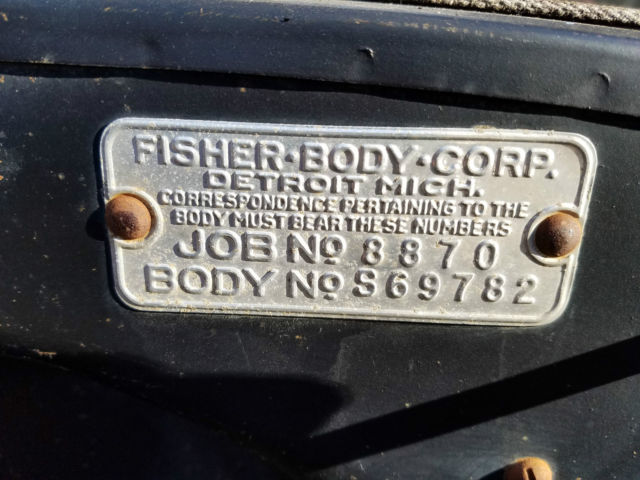 FISHER·BODY·CORP.
DETROIT MICH.
CORRESPONDENCE PERTAINING TO THE
BODY MUST BEAR THESE NUMBERS
JOB No 8870
BODY No S69782